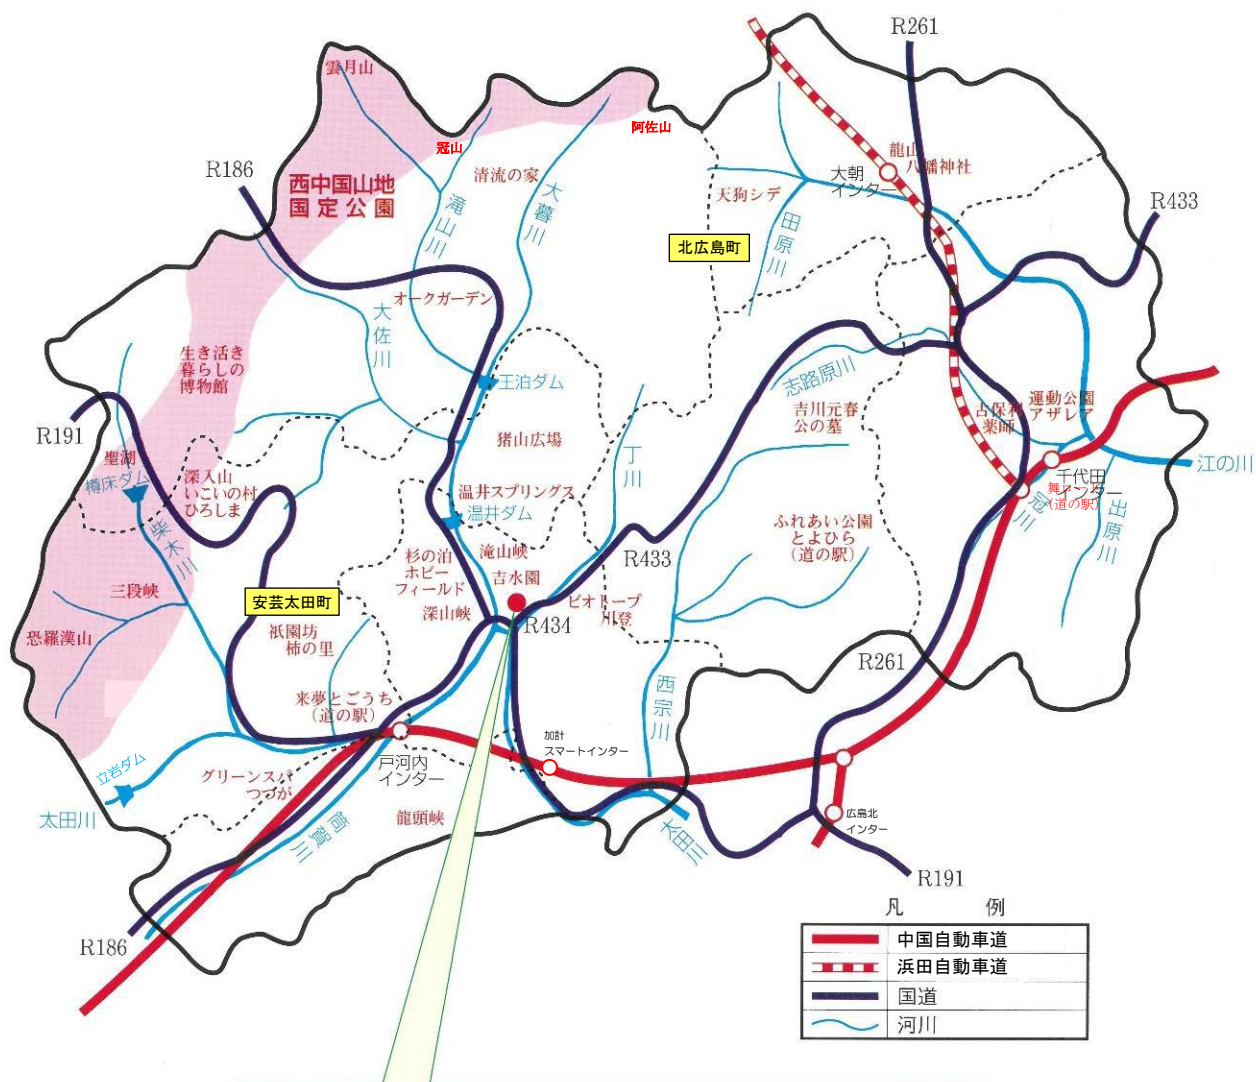 R261
雲月山
阿佐山
冠山
龍山
八幡神社
大朝
インター
R186
西中国山地
国定公園
清流の家
大暮川
滝山川
天狗シデ
田原川
R433
北広島町
オークガーデン
大佐川
生き活き
暮らしの
博物館
王泊ダム
志路原川
吉川元春
公の墓
古保利
薬師
運動公園
アザレア
R191
聖湖
樽床ダム
深入山
いこいの村
ひろしま
猪山広場
丁川
江の川
千代田
インター
(道の駅)
温井スプリングス
温井ダム
冠川
出原川
柴木川
ふれあい公園
とよひら
(道の駅)
R433
杉の泊
ホビー
フィールド
滝山峡
吉水園
三段峡
安芸太田町
深山峡
ビオトープ
川登
R434
恐羅漢山
祇園坊
柿の里
R261
西宗川
来夢とごうち
(道の駅)
加計
スマートインター
戸河内
インター
立岩ダム
グリーンスパ
つつが
太田川
筒賀川
龍頭峡
太田川
広島北
インター
R191
R186
凡 例
中国自動車道
浜田自動車道
国道
河川